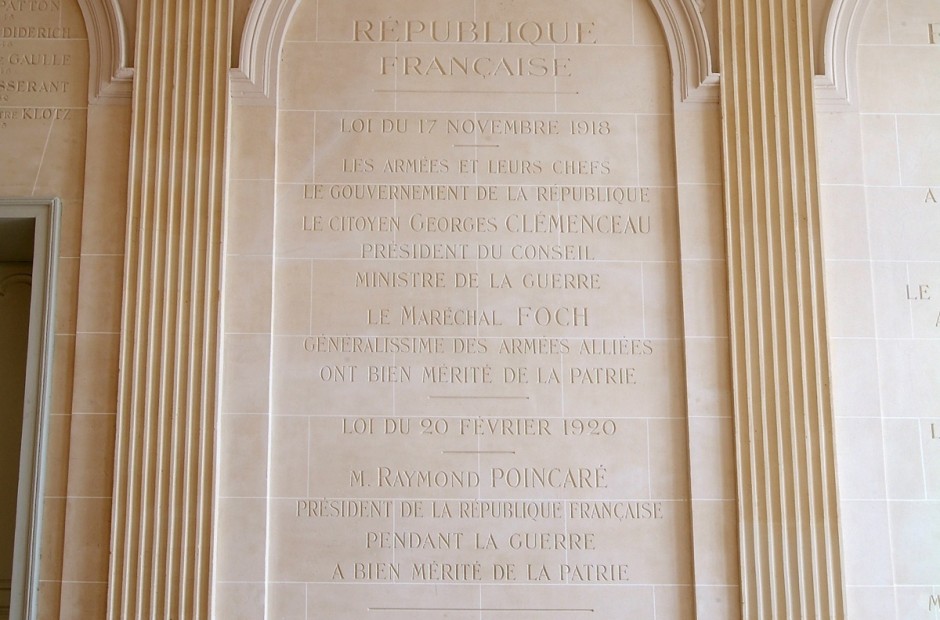 PATTON
DIDERICH
GAULLE
SSERANT
KLOTZ
RÉPUBLIQUE
FRANÇAISE
LOI DU 17 NOVEMBRE 1918
LES ARMÉES ET LEURS CHEFS
LE GOUVERNEMENT DE LA RÉPUBLIQUE
LE CITOYEN GEORGES CLÉMENCEAU
PRÉSIDENT DU CONSEIL
MINISTRE DE LA GUERRE
LE MARÉCHAL FOCH
GÉNÉRALISSIME DES ARMÉES ALLIÉES
ONT BIEN MÉRITÉ DE LA PATRIE
LOI DU 20 FÉVRIER 1920
M. RAYMOND POINCARÉ
PRÉSIDENT DE LA RÉPUBLIQUE FRANÇAISE
PENDANT LA GUERRE
A BIEN MÉRITÉ DE LA PATRIE
LE